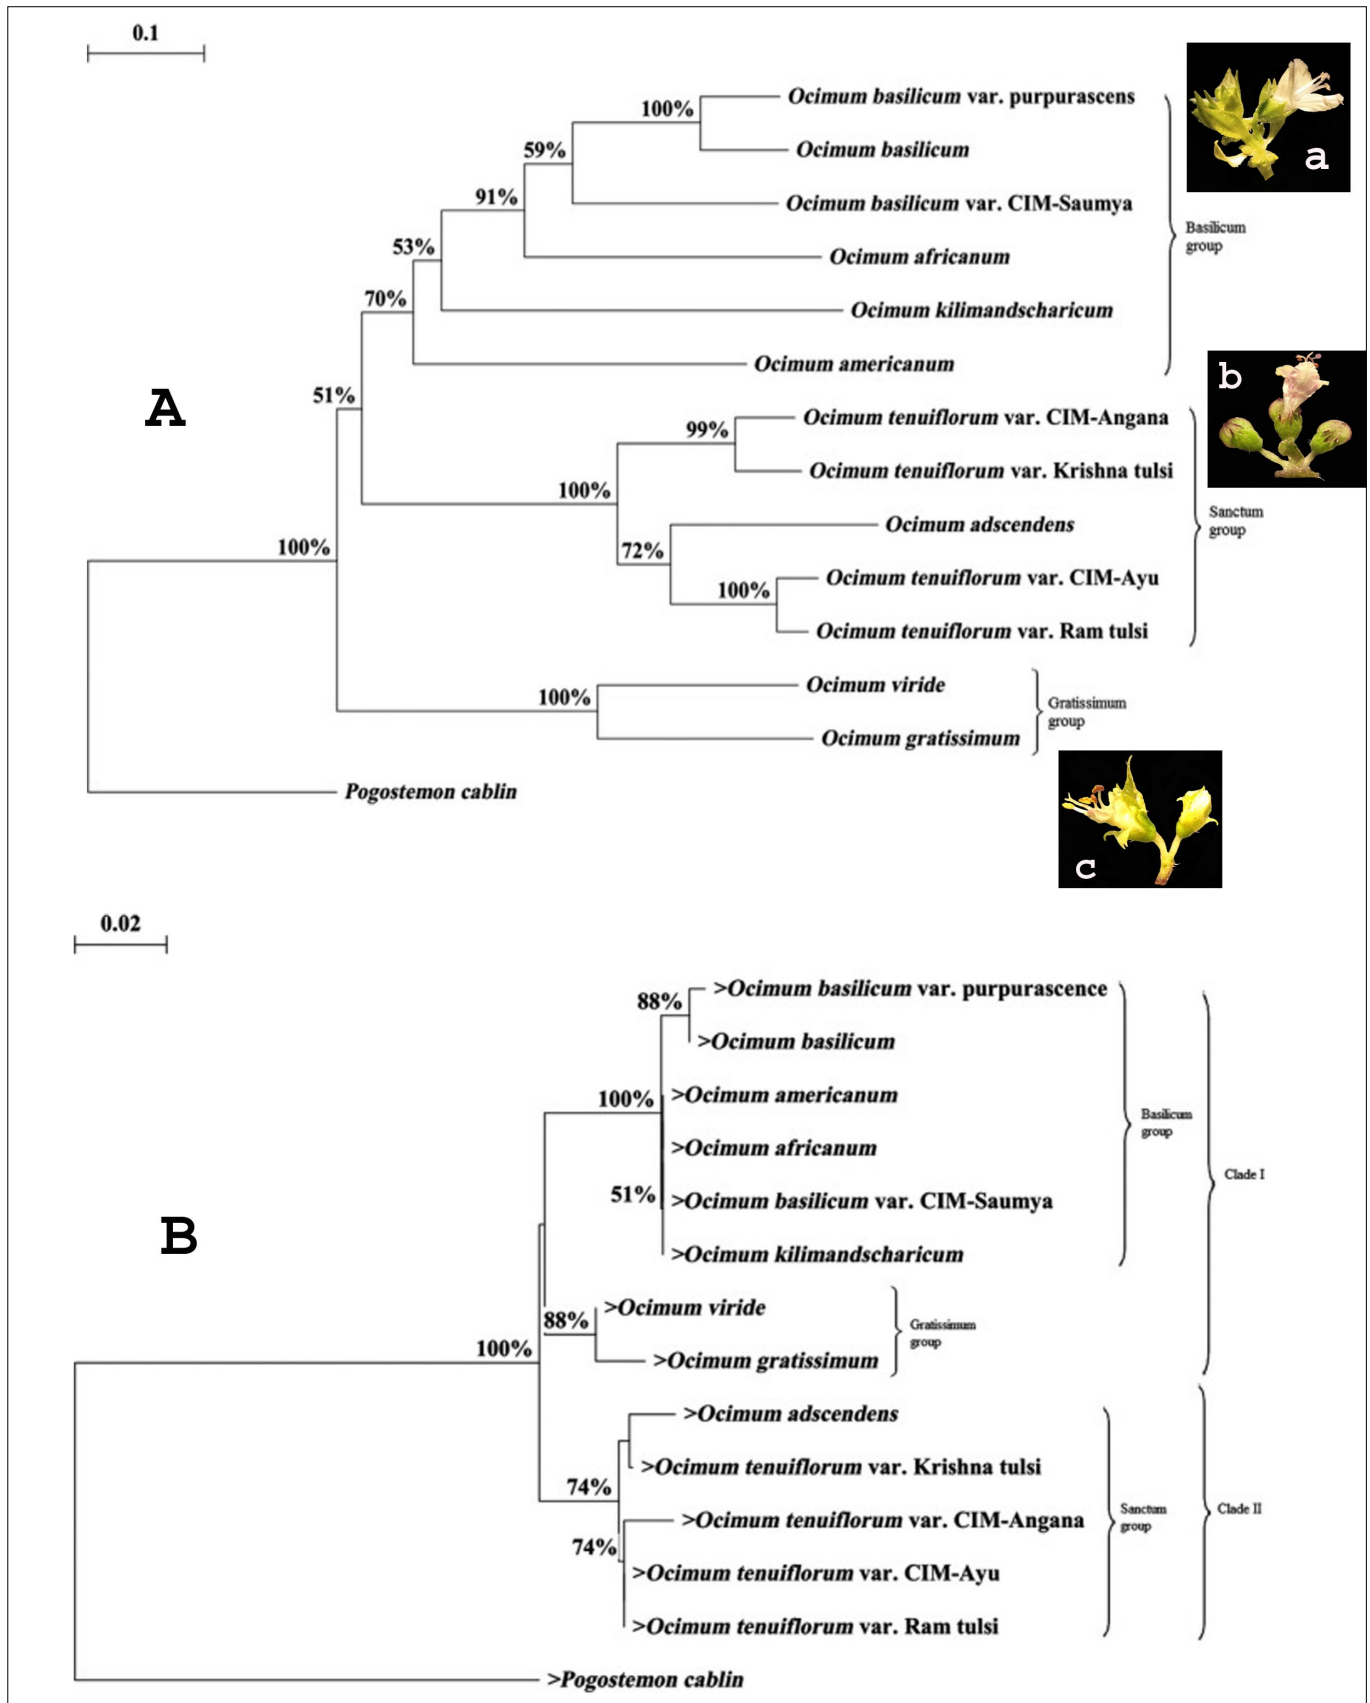 0.1
100%
Ocimum basilicum var. purpurascens
Ocimum basilicum
59%
91%
Ocimum basilicum var. CIM-Saumya
53%
Ocimum africanum
70%
Ocimum kilimandscharicum
Ocimum americanum
Basilicum
group
a
A
51%
99%
Ocimum tenuiflorum var. CIM-Angana
Ocimum tenuiflorum var. Krishna tulsi
100%
Ocimum adscendens
72%
100%
Ocimum tenuiflorum var. CIM-Ayu
Ocimum tenuiflorum var. Ram tulsi
b
Sanctum
group
100%
100%
Ocimum viride
Ocimum gratissimum
Gratissimum
group
Pogostemon cablin
c
0.02
88%
>Ocimum basilicum var. purpurascence
>Ocimum basilicum
100%
>Ocimum americanum
>Ocimum africanum
51%
>Ocimum basilicum var. CIM-Saumya
>Ocimum kilimandscharicum
Basilicum
group
Clade I
B
88%
>Ocimum viride
>Ocimum gratissimum
Gratissimum
group
100%
>Ocimum adscendens
>Ocimum tenuiflorum var. Krishna tulsi
74%
>Ocimum tenuiflorum var. CIM-Angana
74%
>Ocimum tenuiflorum var. CIM-Ayu
>Ocimum tenuiflorum var. Ram tulsi
Sanctum
group
Clade II
>Pogostemon cablin